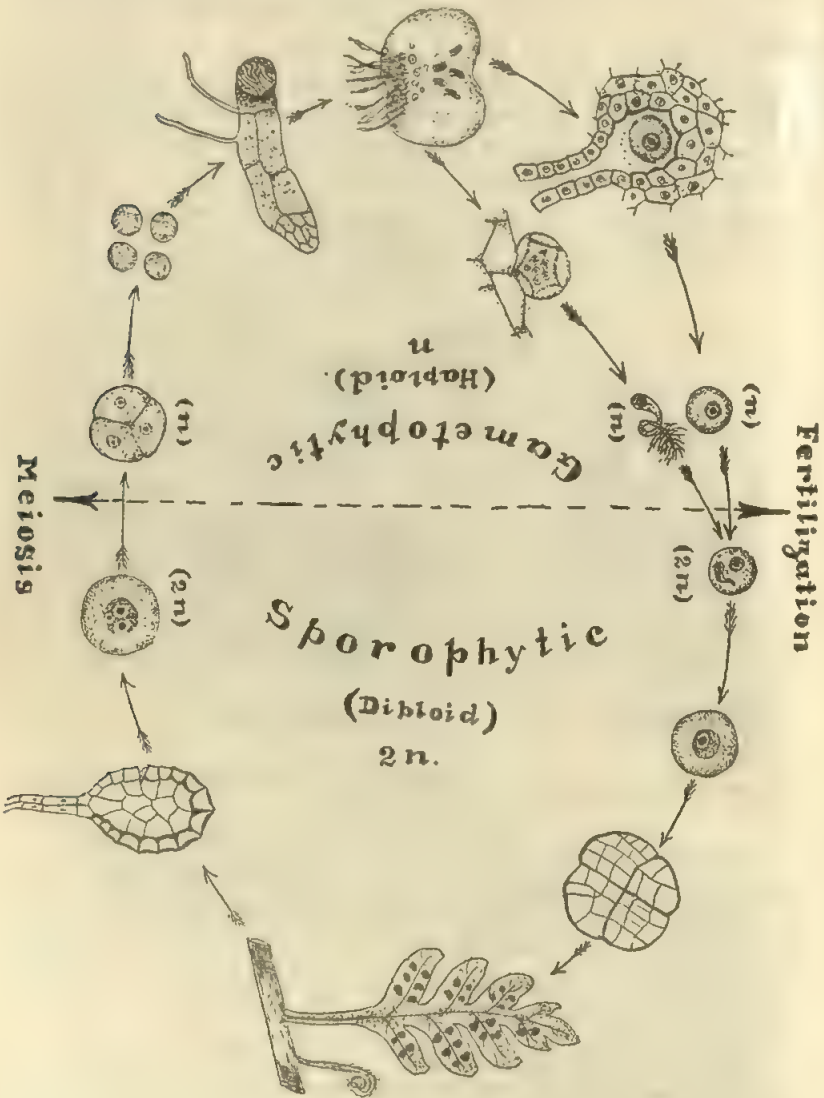 Gametophytic
(Haploid).
n
(n)
(n)
(n)
Meiosis
Fertilization
(2n)
(2n)
Sporophytic
(Diploid)
2n.